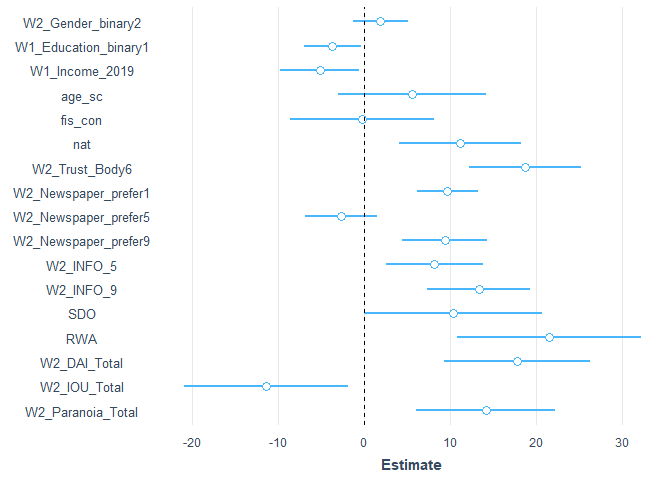 W2_Gender_binary2
W1_Education_binary1
W1_Income_2019
age_sc
fis_con
nat
W2_Trust_Body6
W2_Newspaper_prefer1
W2_Newspaper_prefer5
W2_Newspaper_prefer9
W2_INFO_5
W2_INFO_9
SDO
RWA
W2_DAI_Total
W2_IOU_Total
W2_Paranoia_Total
-20 -10 0 10 20 30
Estimate